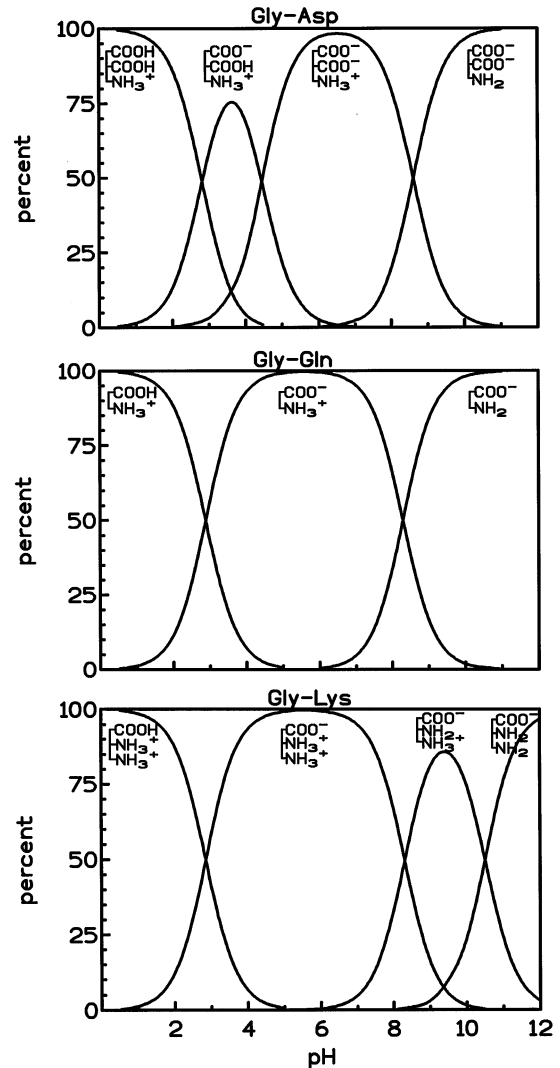 Gly-Asp
100
COOH COO⁻ COO⁻ COO⁻
COOH COOH COO⁻ COO⁻
NH₃⁺ NH₃⁺ NH₃⁺ NH₂
75
percent
50
25
0
Gly-Gln
100
COOH COO⁻ COO⁻
NH₃⁺ NH₃⁺ NH₂
75
percent
50
25
0
Gly-Lys
100
COOH COO⁻ COO⁻ COO⁻
NH₃⁺ NH₃⁺ NH₂ NH₂
NH₃⁺ NH₃⁺ NH₃⁺ NH₂
75
percent
50
25
0
2 4 6 8 10 12
pH